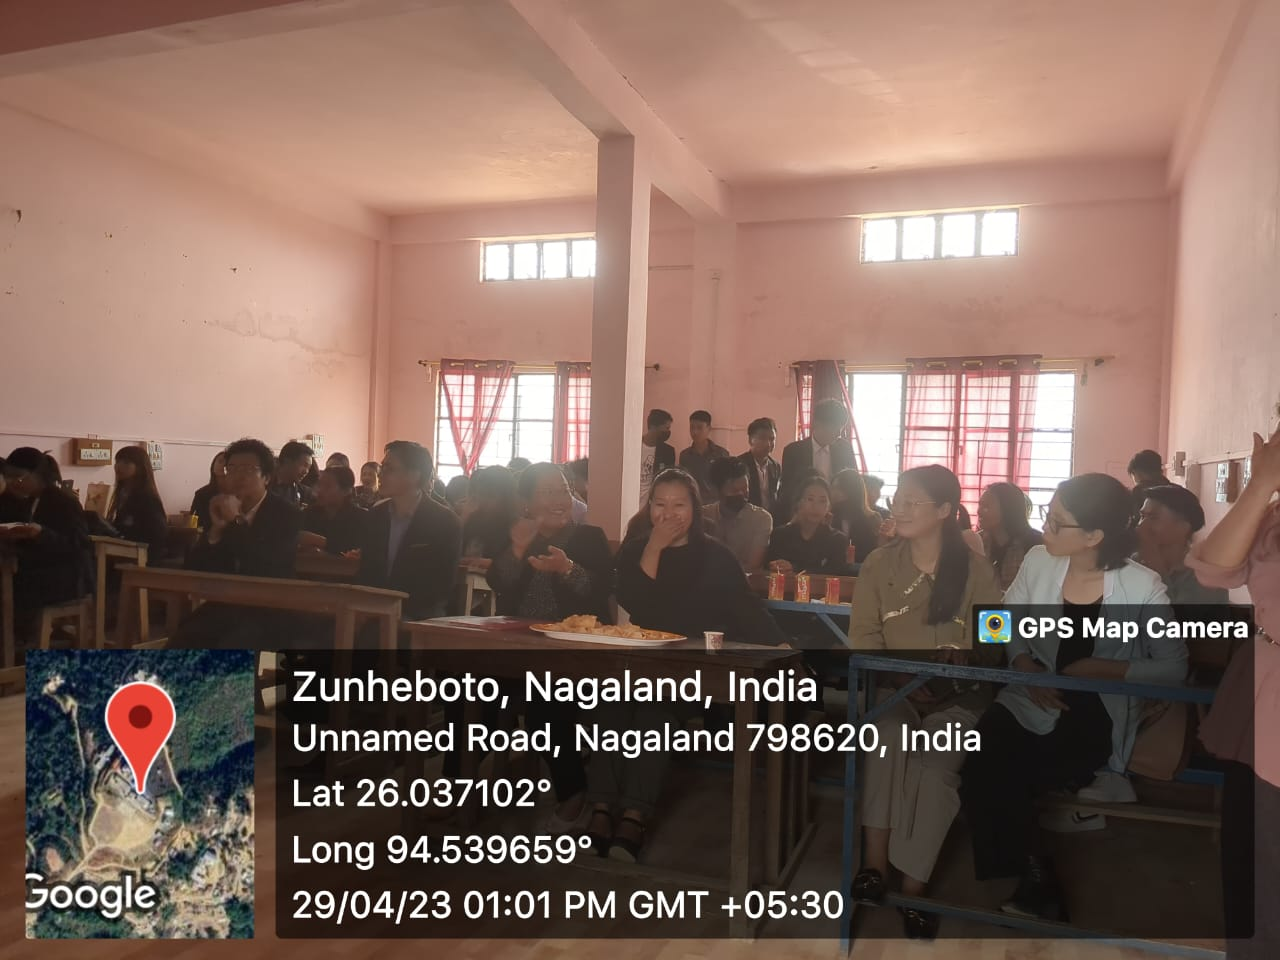 GPS Map Camera
Zunheboto, Nagaland, India
Unnamed Road, Nagaland 798620, India
Lat 26.037102°
Long 94.539659°
29/04/23 01:01 PM GMT +05:30
Google